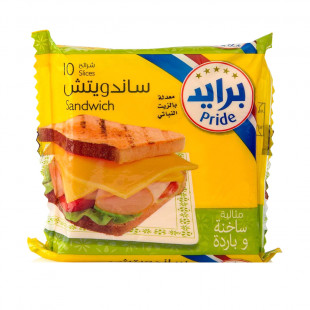 10 شرائح
Slices
ساندويتش
Sandwich
معدلة
بالزيت
النباتي
برايد
Pride
مثالية
ساخنة
و باردة